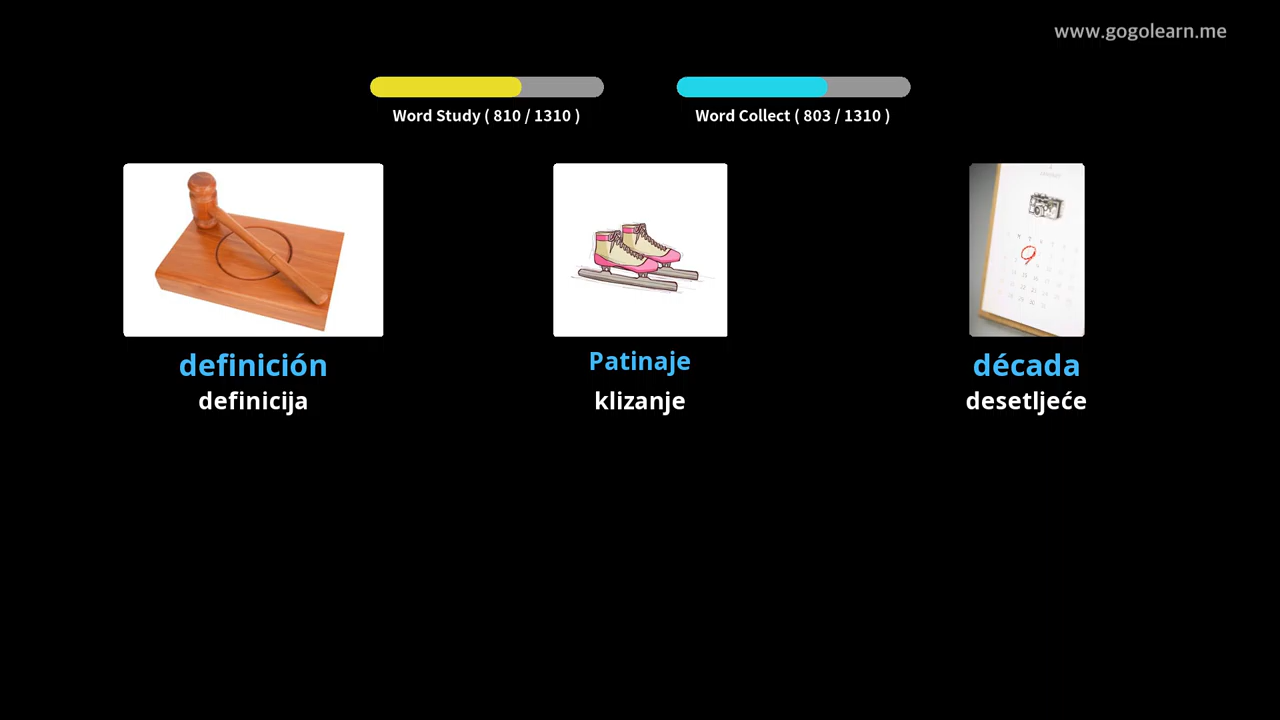 www.gogolearn.me
Word Study ( 810 / 1310 )
Word Collect ( 803 / 1310 )
definición
definicija
Patinaje
klizanje
década
desetljeće